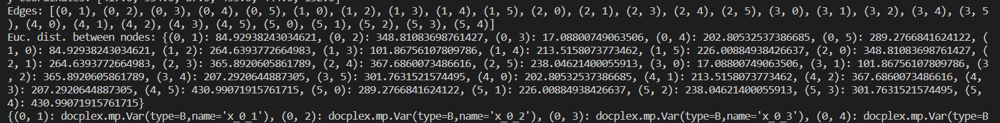 Edges: [(0, 1), (0, 2), (0, 3), (0, 4), (0, 5), (1, 0), (1, 2), (1, 3), (1, 4), (1, 5), (2, 0), (2, 1), (2, 3), (2, 4), (2, 5), (3, 0), (3, 1), (3, 2), (3, 4), (3, 5
), (4, 0), (4, 1), (4, 2), (4, 3), (4, 5), (5, 0), (5, 1), (5, 2), (5, 3), (5, 4)]
Euc. dist. between nodes: {(0, 1): 84.92938243034621, (0, 2): 348.81083698761427, (0, 3): 17.08800749063506, (0, 4): 202.80532537386685, (0, 5): 289.2766841624122, (
1, 0): 84.92938243034621, (1, 2): 264.6393772664983, (1, 3): 101.86756107809786, (1, 4): 213.5158073773462, (1, 5): 226.00884938426637, (2, 0): 348.81083698761427, (
2, 1): 264.6393772664983, (2, 3): 365.8920605861789, (2, 4): 367.6860073486616, (2, 5): 238.04621400055913, (3, 0): 17.08800749063506, (3, 1): 101.86756107809786, (3
, 2): 365.8920605861789, (3, 4): 207.2920644887305, (3, 5): 301.7631521574495, (4, 0): 202.80532537386685, (4, 1): 213.5158073773462, (4, 2): 367.6860073486616, (4,
3): 207.2920644887305, (4, 5): 430.99071915761715, (5, 0): 289.2766841624122, (5, 1): 226.00884938426637, (5, 2): 238.04621400055913, (5, 3): 301.7631521574495, (5,
4): 430.99071915761715}
{(0, 1): docplex.mp.Var(type=B,name='x_0_1'), (0, 2): docplex.mp.Var(type=B,name='x_0_2'), (0, 3): docplex.mp.Var(type=B,name='x_0_3'), (0, 4): docplex.mp.Var(type=B